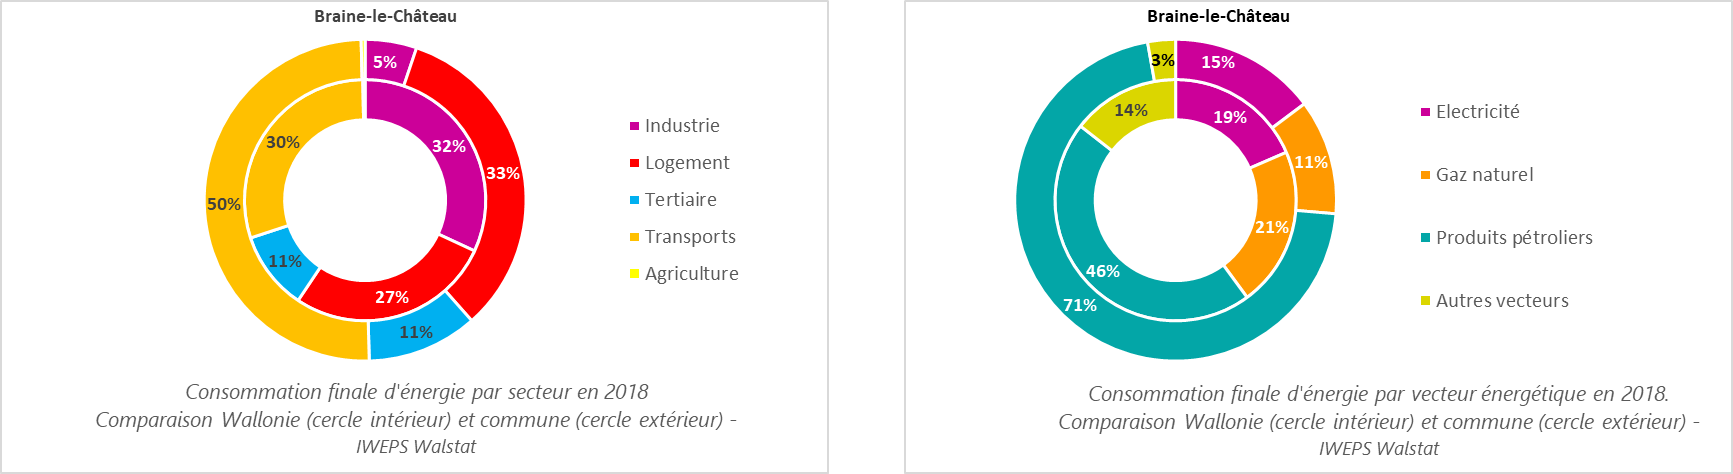 Braine-le-Château
5%
32%
30%
33%
50%
11%
27%
11%
Industrie
Logement
Tertiaire
Transports
Agriculture
Consommation finale d'énergie par secteur en 2018
Comparaison Wallonie (cercle intérieur) et commune (cercle extérieur) -
IWEPS Walstat
Braine-le-Château
3%
15%
14%
19%
11%
21%
46%
71%
Electricité
Gaz naturel
Produits pétroliers
Autres vecteurs
Consommation finale d'énergie par vecteur énergétique en 2018.
Comparaison Wallonie (cercle intérieur) et commune (cercle extérieur) -
IWEPS Walstat